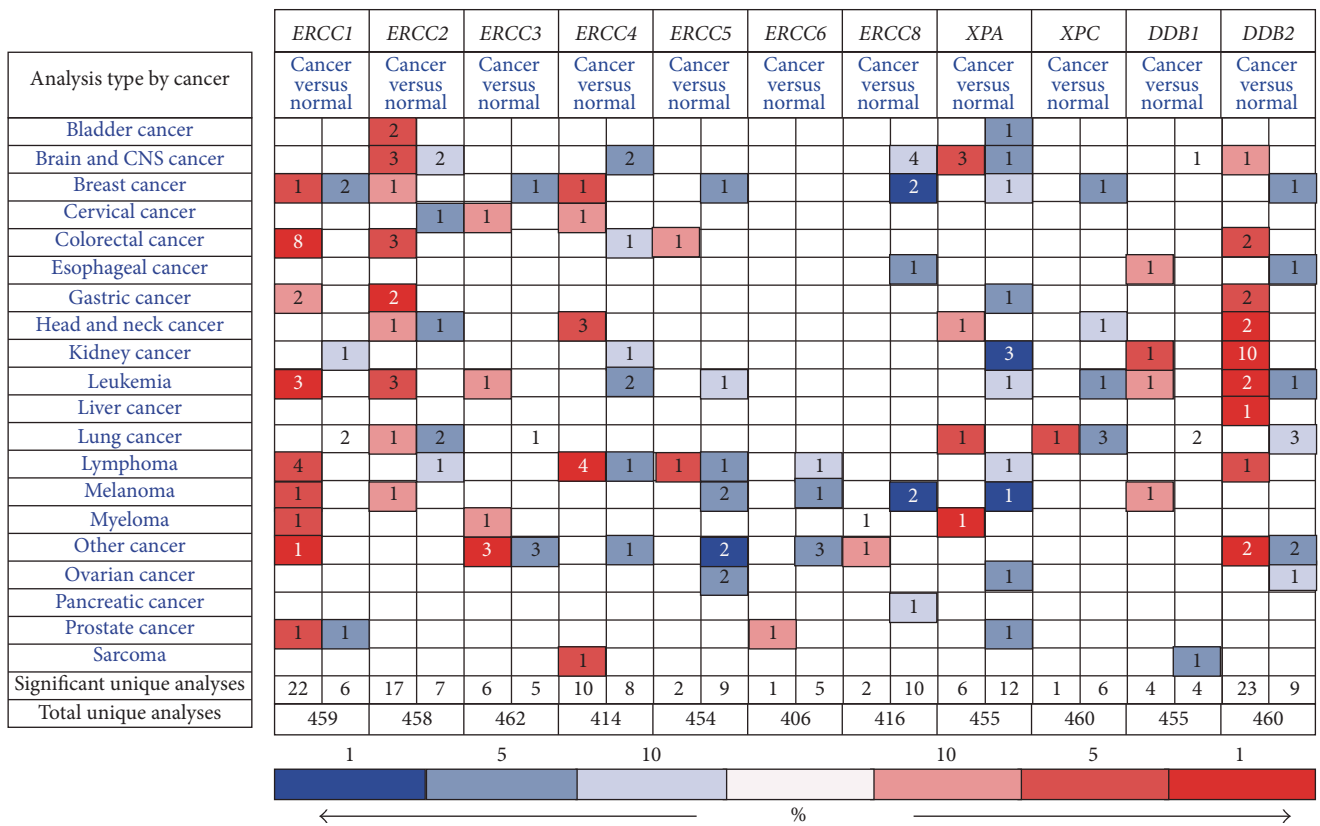 ERCC1 ERCC2 ERCC3 ERCC4 ERCC5 ERCC6 ERCC8 XPA XPC DDB1 DDB2
Analysis type by cancer
Cancer Cancer Cancer Cancer Cancer Cancer Cancer Cancer Cancer Cancer Cancer
versus versus versus versus versus versus versus versus versus versus versus
normal normal normal normal normal normal normal normal normal normal normal
Bladder cancer 2 1
Brain and CNS cancer 3 2 2 4 3 1 1 1
Breast cancer 1 2 1 1 1 1 2 1 1 1
Cervical cancer 1 1 1
Colorectal cancer 8 3 1 1 2
Esophageal cancer 1 1 1
Gastric cancer 2 2 1 2
Head and neck cancer 1 1 3 1 1 2
Kidney cancer 1 1 3 1 10
Leukemia 3 3 1 2 1 1 1 1 2 1
Liver cancer 1
Lung cancer 2 1 2 1 1 1 3 2 3
Lymphoma 4 1 4 1 1 1 1 1 1
Melanoma 1 1 2 1 2 1 1
Myeloma 1 1 1 1
Other cancer 1 3 3 1 2 3 1 2 2
Ovarian cancer 2 1 1
Pancreatic cancer 1
Prostate cancer 1 1 1 1
Sarcoma 1 1
Significant unique analyses 22 6 17 7 6 5 10 8 2 9 1 5 2 10 6 12 1 6 4 4 23 9
Total unique analyses 459 458 462 414 454 406 416 455 460 455 460
1 5 10 10 5 1
%